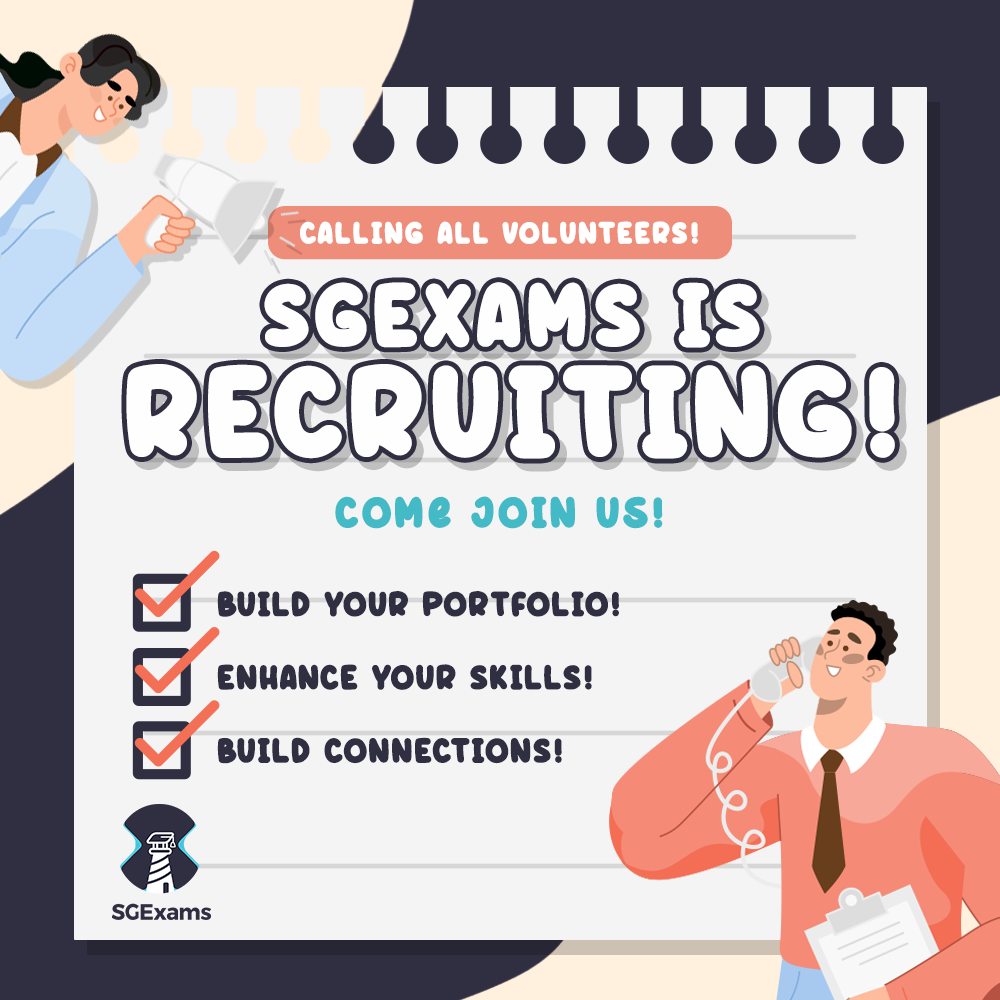 CALLING ALL VOLUNTEERS!
SGEXAMS IS
RECRUITING!
COME JOIN US!
BUILD YOUR PORTFOLIO!
ENHANCE YOUR SKILLS!
BUILD CONNECTIONS!
SGExams